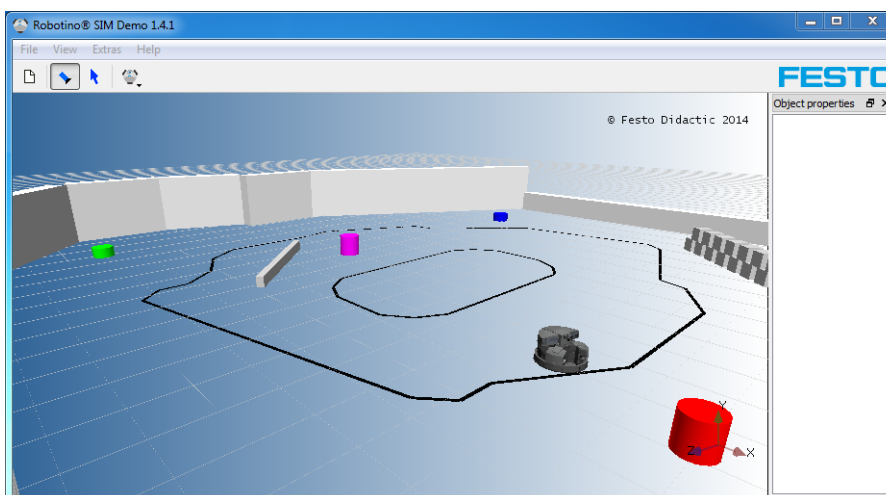 Robotino® SIM Demo 1.4.1
File View Extras Help
FESTO
Object properties
© Festo Didactic 2014
Y
Z
X